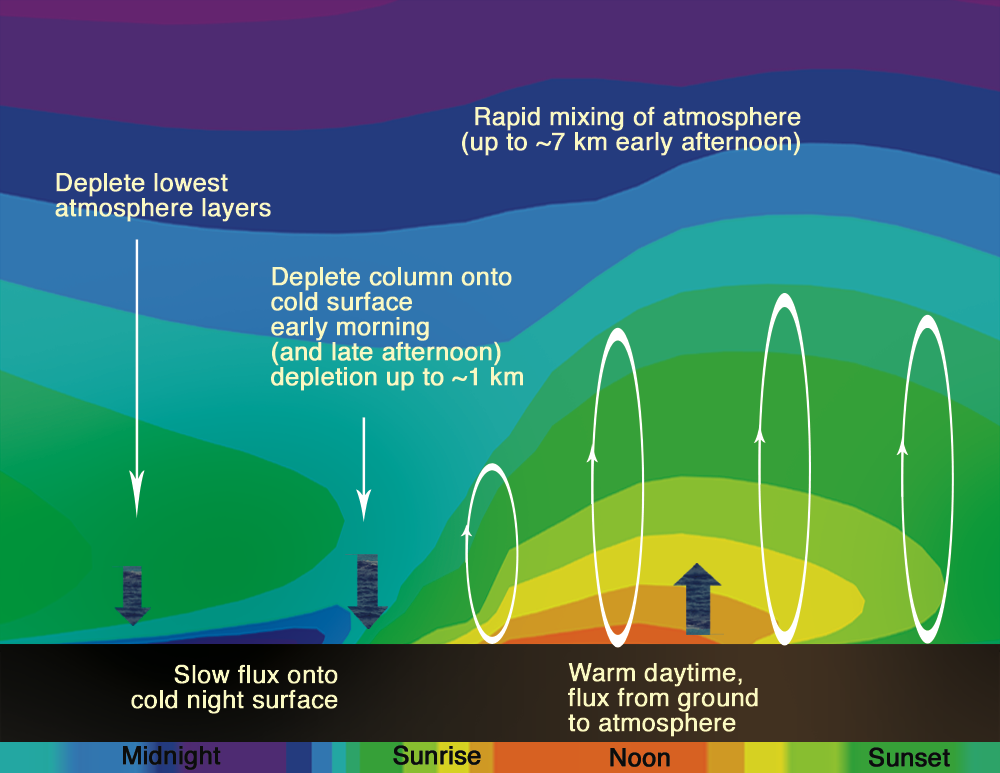 Rapid mixing of atmosphere
(up to ~7 km early afternoon)
Deplete lowest
atmosphere layers
Deplete column onto
cold surface
early morning
(and late afternoon)
depletion up to ~1 km
Slow flux onto
cold night surface
Warm daytime,
flux from ground
to atmosphere
Midnight Sunrise Noon Sunset